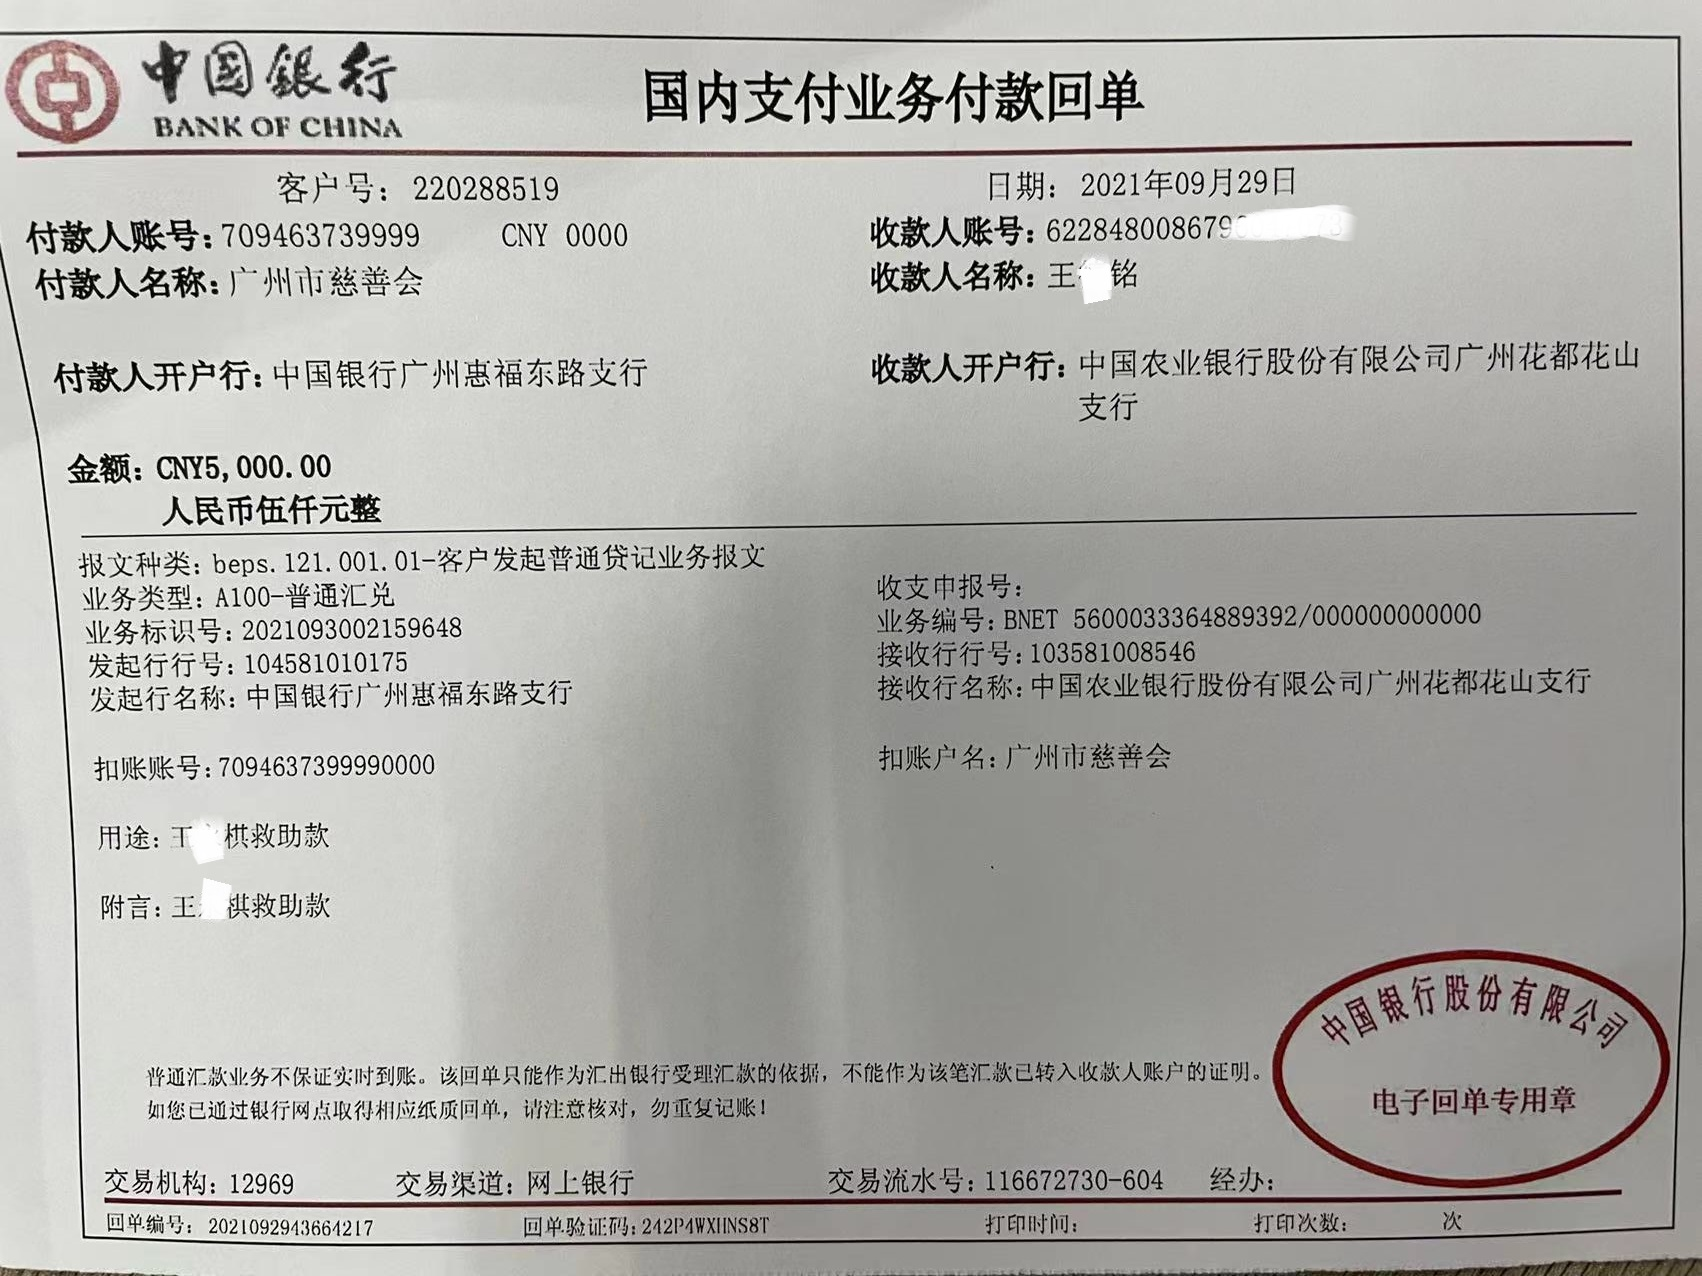 中国银行
BANK OF CHINA
国内支付业务付款回单
客户号：220288519
日期：2021年09月29日
付款人账号：709463739999 CNY 0000
收款人账号：622848008679
付款人名称：广州市慈善会
收款人名称：王 铭
付款人开户行：中国银行广州惠福东路支行
收款人开户行：中国农业银行股份有限公司广州花都花山
支行
金额：CNY5,000.00
人民币伍仟元整
报文种类：beps.121.001.01-客户发起普通贷记业务报文
业务类型：A100-普通汇兑
收支申报号：
业务标识号：2021093002159648
业务编号：BNET 5600033364889392/000000000000
发起行行号：104581010175
接收行行号：103581008546
发起行名称：中国银行广州惠福东路支行
接收行名称：中国农业银行股份有限公司广州花都花山支行
扣账账号：7094637399990000
扣账户名：广州市慈善会
用途：王 棋救助款
附言：王 棋救助款
中国银行股份有限公司
电子回单专用章
普通汇款业务不保证实时到账。该回单只能作为汇出银行受理汇款的依据，不能作为该笔汇款已转入收款人账户的证明。
如您已通过银行网点取得相应纸质回单，请注意核对，勿重复记账！
交易机构：12969 交易渠道：网上银行 交易流水号：116672730-604 经办：
回单编号：2021092943664217 回单验证码：242P4WXHNS8T 打印时间： 打印次数： 次